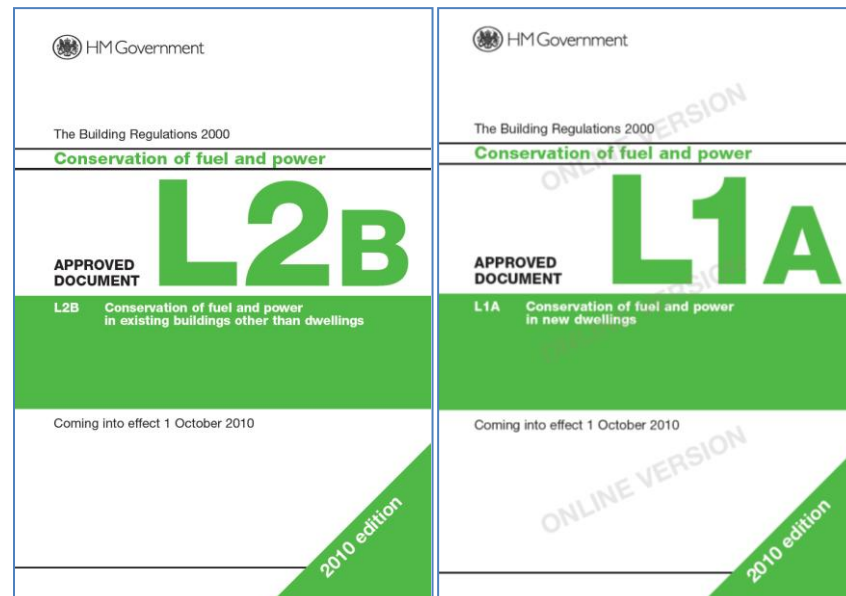 HM Government
The Building Regulations 2000
Conservation of fuel and power
APPROVED
DOCUMENT
L2B
L2B Conservation of fuel and power
in existing buildings other than dwellings
Coming into effect 1 October 2010
2010 edition
HM Government
ONLINE VERSION
The Building Regulations 2000
Conservation of fuel and power
APPROVED
DOCUMENT
L1A
ONLINE VERSION
L1A Conservation of fuel and power
in new dwellings
Coming into effect 1 October 2010
ONLINE VERSION
2010 edition